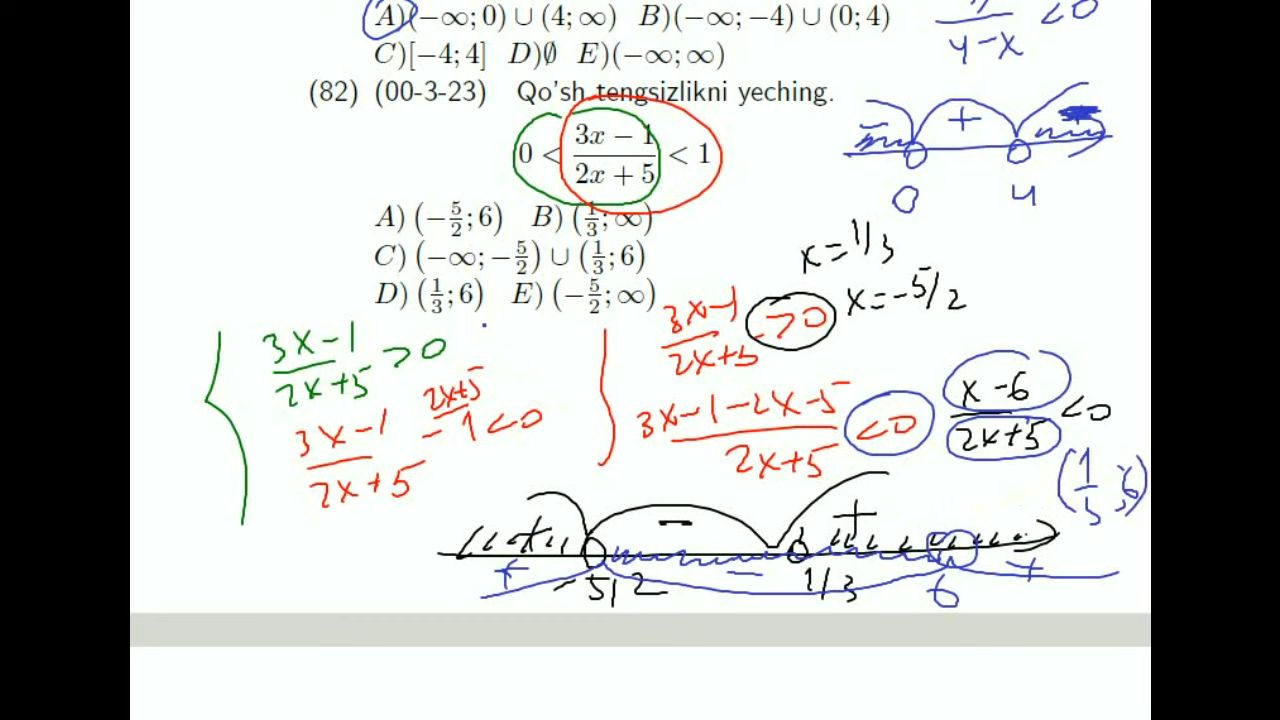 A)(−∞; 0) ∪ (4; ∞) B)(−∞; −4) ∪ (0; 4)
C)[−4; 4] D)∅ E)(−∞; ∞)
y−x <0
− + +
0 4
(82) (00-3-23) Qo'sh tengsizlikni yeching.
0 < (3x − 1)/(2x + 5) < 1
A) (−5/2; 6) B) (1/3; ∞)
C) (−∞; −5/2) ∪ (1/3; 6)
D) (1/3; 6) E) (−5/2; ∞)
x=1/3
x=−5/2
(3x−1)/(2x+5) >0
(3x−1)/(2x+5) −1<0
2x+5
(3x−1)/(2x+5) >0
(3x−1−2x−5)/(2x+5) <0
(x−6)/(2x+5) <0
(1/3; 6)
+ − +
+ − +
−5/2 1/3 6